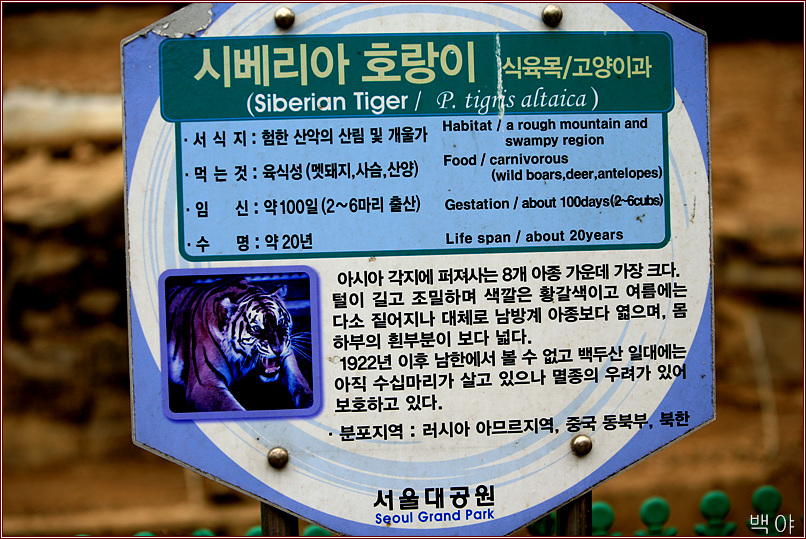 시베리아 호랑이 식육목/고양이과
(Siberian Tiger / P. tigris altaica)
· 서 식 지 : 험한 산악의 산림 및 개울가 Habitat / a rough mountain and
swampy region
· 먹 는 것 : 육식성 (멧돼지,사슴,산양) Food / carnivorous
(wild boars,deer,antelopes)
· 임 신 : 약 100일 (2~6마리 출산) Gestation / about 100days(2~6cubs)
· 수 명 : 약 20년 Life span / about 20years
아시아 각지에 퍼져사는 8개 아종 가운데 가장 크다.
털이 길고 조밀하며 색깔은 황갈색이고 여름에는
다소 짙어지나 대체로 남방계 아종보다 엷으며, 몸
하부의 흰부분이 보다 넓다.
1922년 이후 남한에서 볼 수 없고 백두산 일대에는
아직 수십마리가 살고 있으나 멸종의 우려가 있어
보호하고 있다.
· 분포지역 : 러시아 아므르지역, 중국 동북부, 북한
서울대공원
Seoul Grand Park
백야